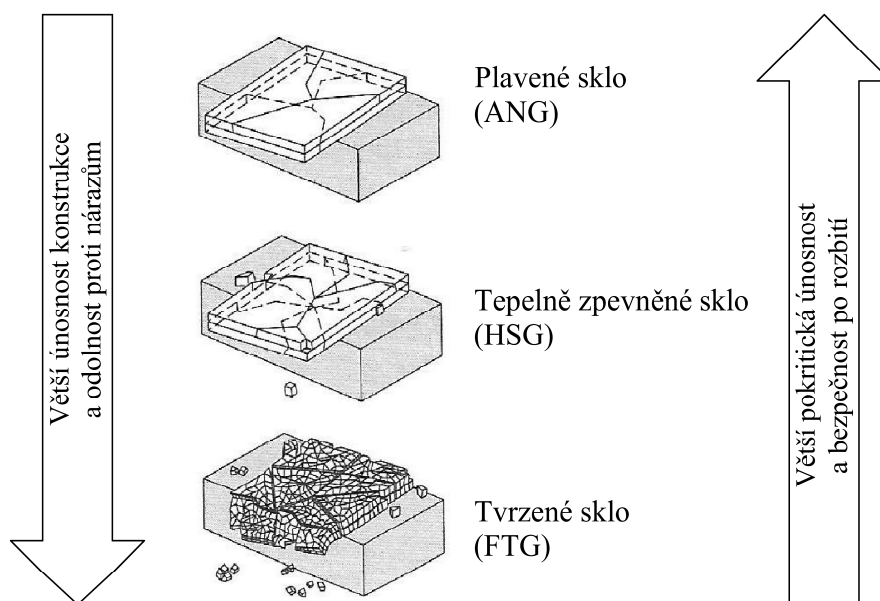 Větší únosnost konstrukce
a odolnost proti nárazům
Plavené sklo
(ANG)
Tepelně zpevněné sklo
(HSG)
Tvrzené sklo
(FTG)
Větší pokritická únosnost
a bezpečnost po rozbití